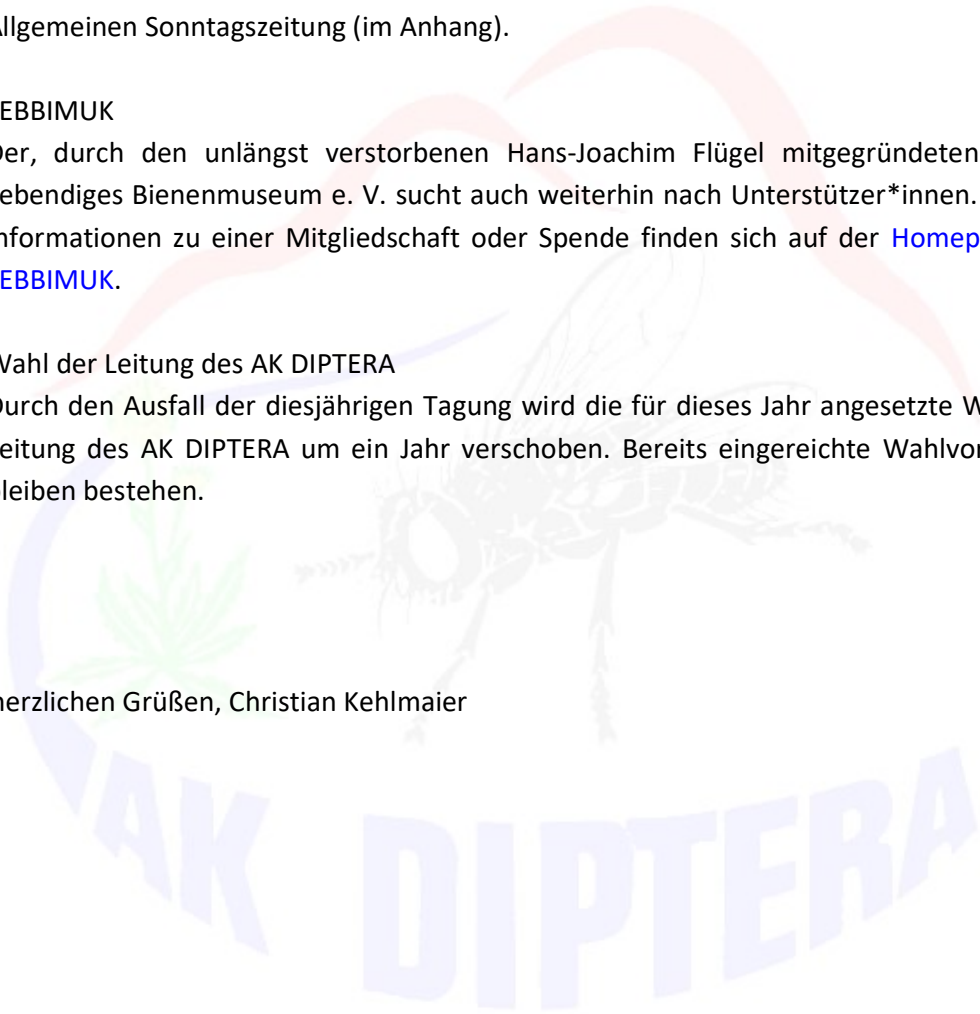 Allgemeinen Sonntagszeitung (im Anhang).
EBBIMUK
Der, durch den unlängst verstorbenen Hans-Joachim Flügel mitgegründeten
ebendiges Bienenmuseum e. V. sucht auch weiterhin nach Unterstützer*innen.
nformationen zu einer Mitgliedschaft oder Spende finden sich auf der Homep
EBBIMUK.
Wahl der Leitung des AK DIPTERA
Durch den Ausfall der diesjährigen Tagung wird die für dieses Jahr angesetzte W
eitung des AK DIPTERA um ein Jahr verschoben. Bereits eingereichte Wahlvor
bleiben bestehen.
herzlichen Grüßen, Christian Kehlmaier
AK DIPTERA